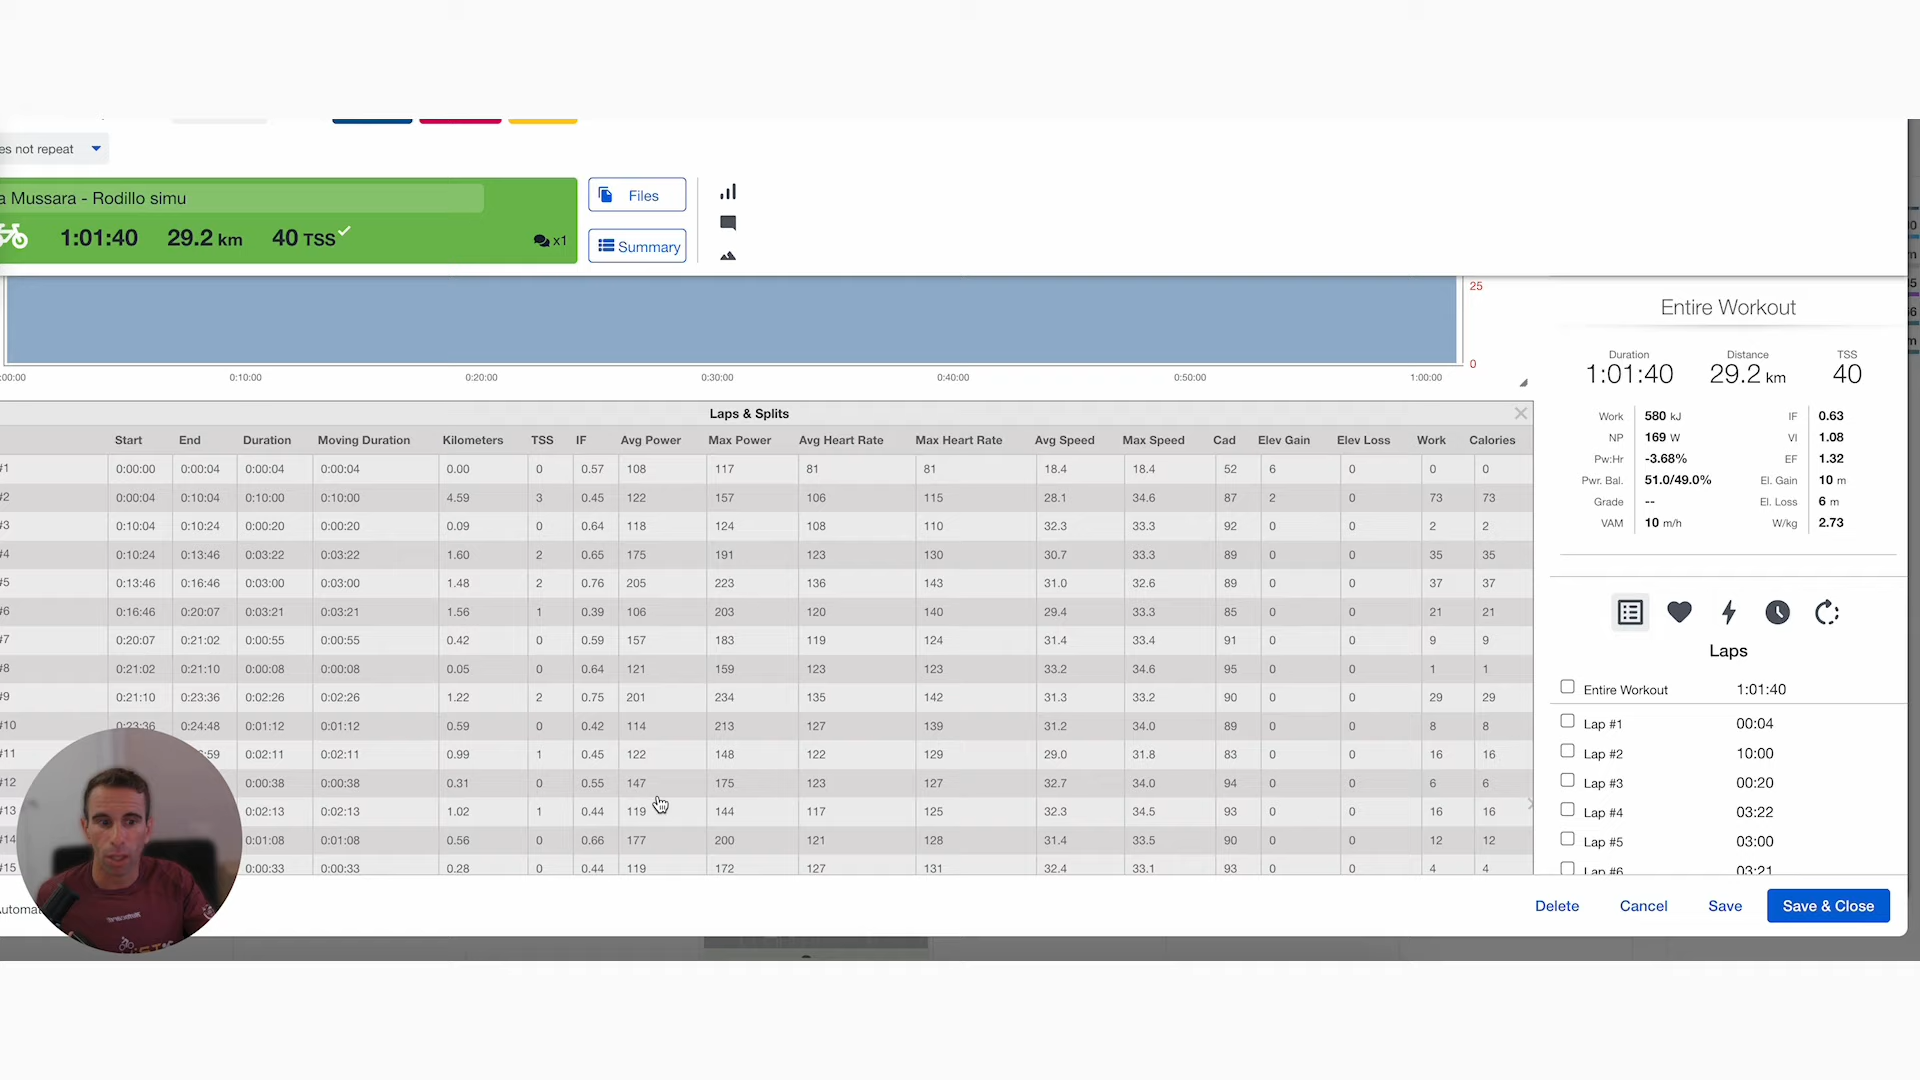 es not repeat
a Mussara - Rodillo simu
1:01:40 29.2 km 40 TSS x1
Files
Summary
25
0
:00:00 0:10:00 0:20:00 0:30:00 0:40:00 0:50:00 1:00:00
Laps & Splits
Start End Duration Moving Duration Kilometers TSS IF Avg Power Max Power Avg Heart Rate Max Heart Rate Avg Speed Max Speed Cad Elev Gain Elev Loss Work Calories
#1 0:00:00 0:00:04 0:00:04 0:00:04 0.00 0 0.57 108 117 81 81 18.4 18.4 52 6 0 0 0
#2 0:00:04 0:10:04 0:10:00 0:10:00 4.59 3 0.45 122 157 106 115 28.1 34.6 87 2 0 73 73
#3 0:10:04 0:10:24 0:00:20 0:00:20 0.09 0 0.64 118 124 108 110 32.3 33.3 92 0 0 2 2
#4 0:10:24 0:13:46 0:03:22 0:03:22 1.60 2 0.65 175 191 123 130 30.7 33.3 89 0 0 35 35
#5 0:13:46 0:16:46 0:03:00 0:03:00 1.48 2 0.76 205 223 136 143 31.0 32.6 89 0 0 37 37
#6 0:16:46 0:20:07 0:03:21 0:03:21 1.56 1 0.39 106 203 120 140 29.4 33.3 85 0 0 21 21
#7 0:20:07 0:21:02 0:00:55 0:00:55 0.42 0 0.59 157 183 119 124 31.4 33.4 91 0 0 9 9
#8 0:21:02 0:21:10 0:00:08 0:00:08 0.05 0 0.64 121 159 123 123 33.2 34.6 95 0 0 1 1
#9 0:21:10 0:23:36 0:02:26 0:02:26 1.22 2 0.75 201 234 135 142 31.3 33.2 90 0 0 29 29
#10 0:23:36 0:24:48 0:01:12 0:01:12 0.59 0 0.42 114 213 127 139 31.2 34.0 89 0 0 8 8
#11 :59 0:02:11 0:02:11 0.99 1 0.45 122 148 122 129 29.0 31.8 83 0 0 16 16
#12 0:00:38 0:00:38 0.31 0 0.55 147 175 123 127 32.7 34.0 94 0 0 6 6
#13 0:02:13 0:02:13 1.02 1 0.44 119 144 117 125 32.3 34.5 93 0 0 16 16
#14 0:01:08 0:01:08 0.56 0 0.66 177 200 121 128 31.4 33.5 90 0 0 12 12
#15 0:00:33 0:00:33 0.28 0 0.44 119 172 127 131 32.4 33.1 93 0 0 4 4
Entire Workout
Duration Distance TSS
1:01:40 29.2 km 40
Work 580 kJ IF 0.63
NP 169 W VI 1.08
Pw:Hr -3.68% EF 1.32
Pwr. Bal. 51.0/49.0% El. Gain 10 m
Grade -- El. Loss 6 m
VAM 10 m/h W/kg 2.73
Laps
Entire Workout 1:01:40
Lap #1 00:04
Lap #2 10:00
Lap #3 00:20
Lap #4 03:22
Lap #5 03:00
Lap #6 03:21
utoma
Delete Cancel Save Save & Close